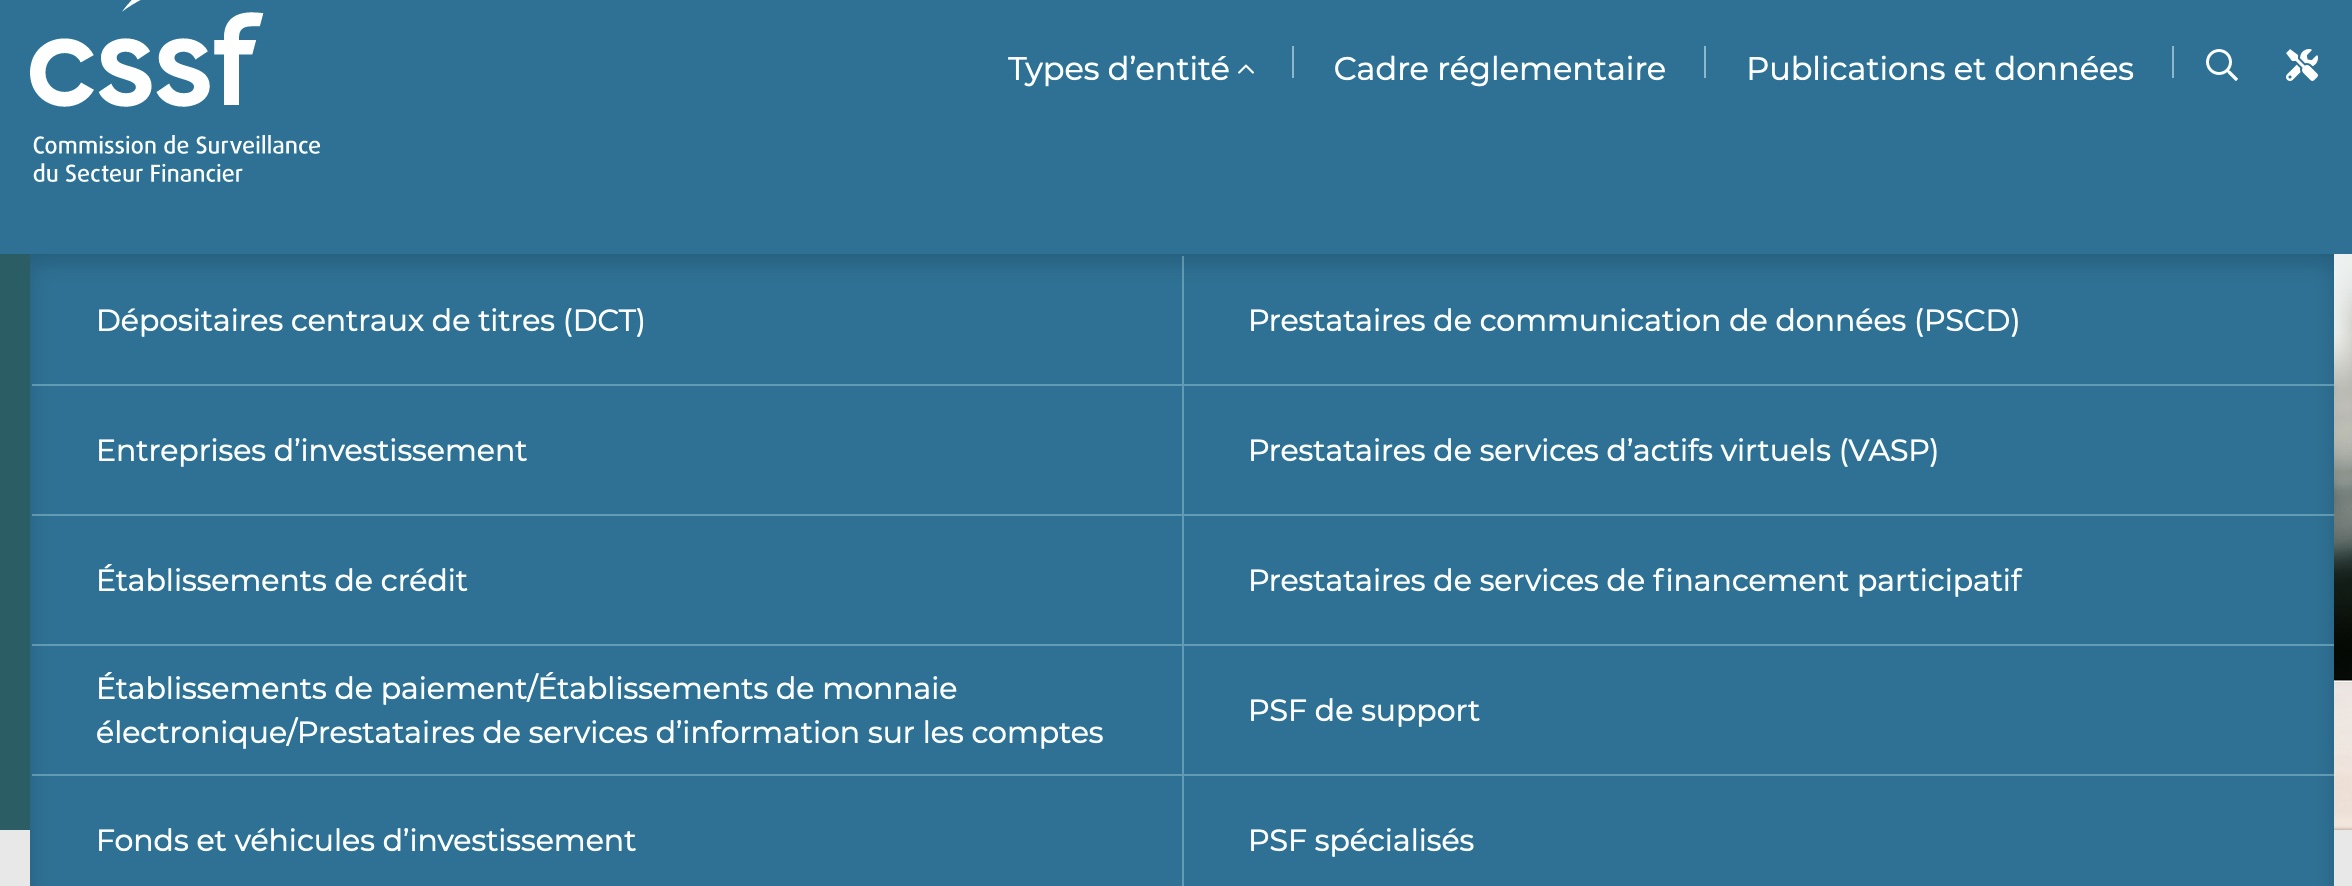 cssf
Commission de Surveillance
du Secteur Financier
Types d’entité
Cadre réglementaire
Publications et données
Dépositaires centraux de titres (DCT)
Prestataires de communication de données (PSCD)
Entreprises d’investissement
Prestataires de services d’actifs virtuels (VASP)
Établissements de crédit
Prestataires de services de financement participatif
Établissements de paiement/Établissements de monnaie
électronique/Prestataires de services d’information sur les comptes
PSF de support
Fonds et véhicules d’investissement
PSF spécialisés